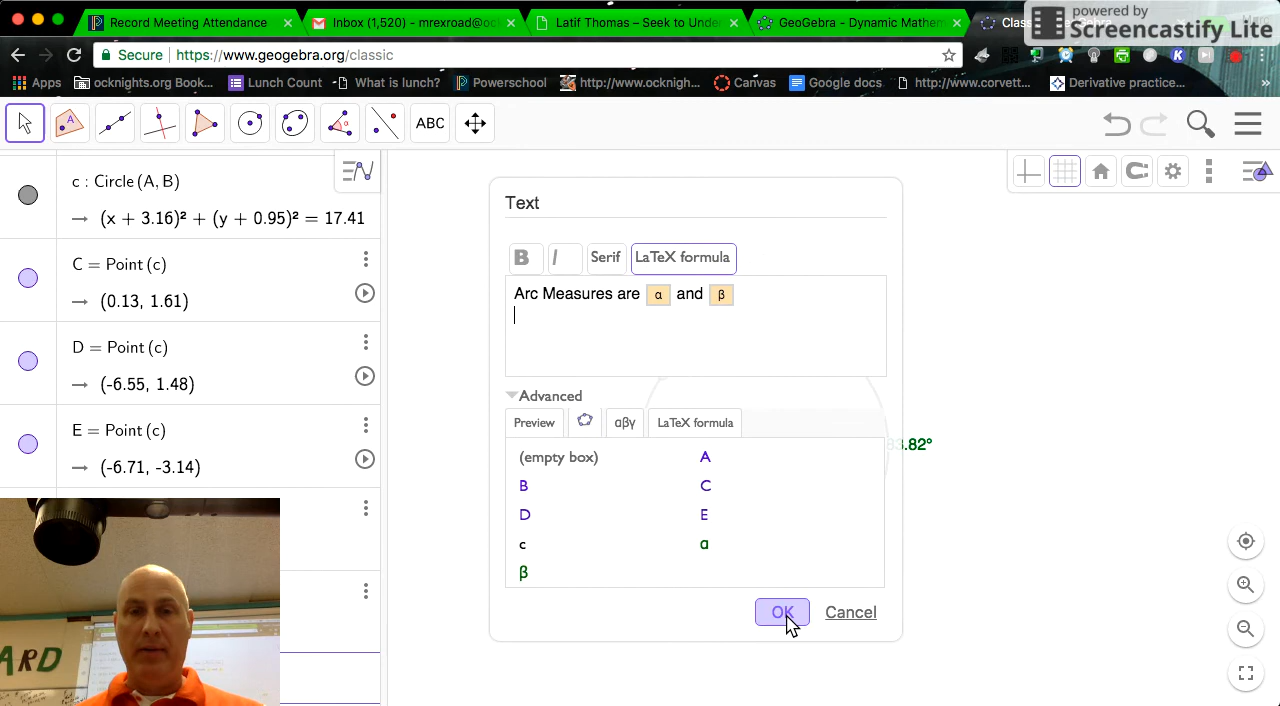 powered by
Screencastify Lite
Record Meeting Attendance
Inbox (1,520) – mrexroad@oc
Latif Thomas – Seek to Under
GeoGebra - Dynamic Mathem
Secure https://www.geogebra.org/classic
Apps
ocknights.org Book...
Lunch Count
What is lunch?
Powerschool
http://www.ocknigh...
Canvas
Google docs
http://www.corvett...
Derivative practice...
»
ABC
c : Circle (A, B)
→ (x + 3.16)² + (y + 0.95)² = 17.41
C = Point (c)
→ (0.13, 1.61)
D = Point (c)
→ (-6.55, 1.48)
E = Point (c)
→ (-6.71, -3.14)
Text
B I Serif LaTeX formula
Arc Measures are α and β
Advanced
Preview αβγ LaTeX formula
(empty box) A
B C
D E
c α
β
OK Cancel
3.82°
ARD